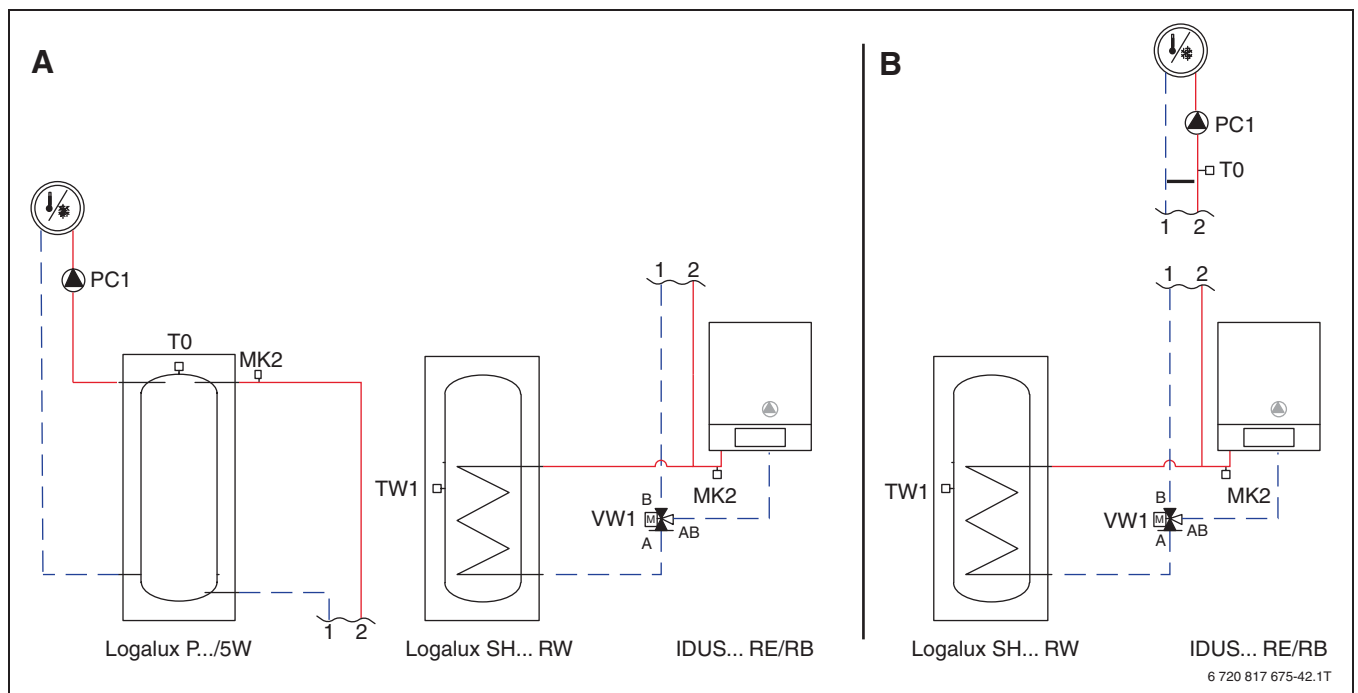 A
PC1
T0
MK2
1 2
Logalux P.../5W
TW1
Logalux SH... RW
1 2
MK2
B
VW1
M
A
AB
IDUS... RE/RB
B
PC1
T0
1 2
1 2
TW1
MK2
B
VW1
M
A
AB
Logalux SH... RW
IDUS... RE/RB
6 720 817 675-42.1T